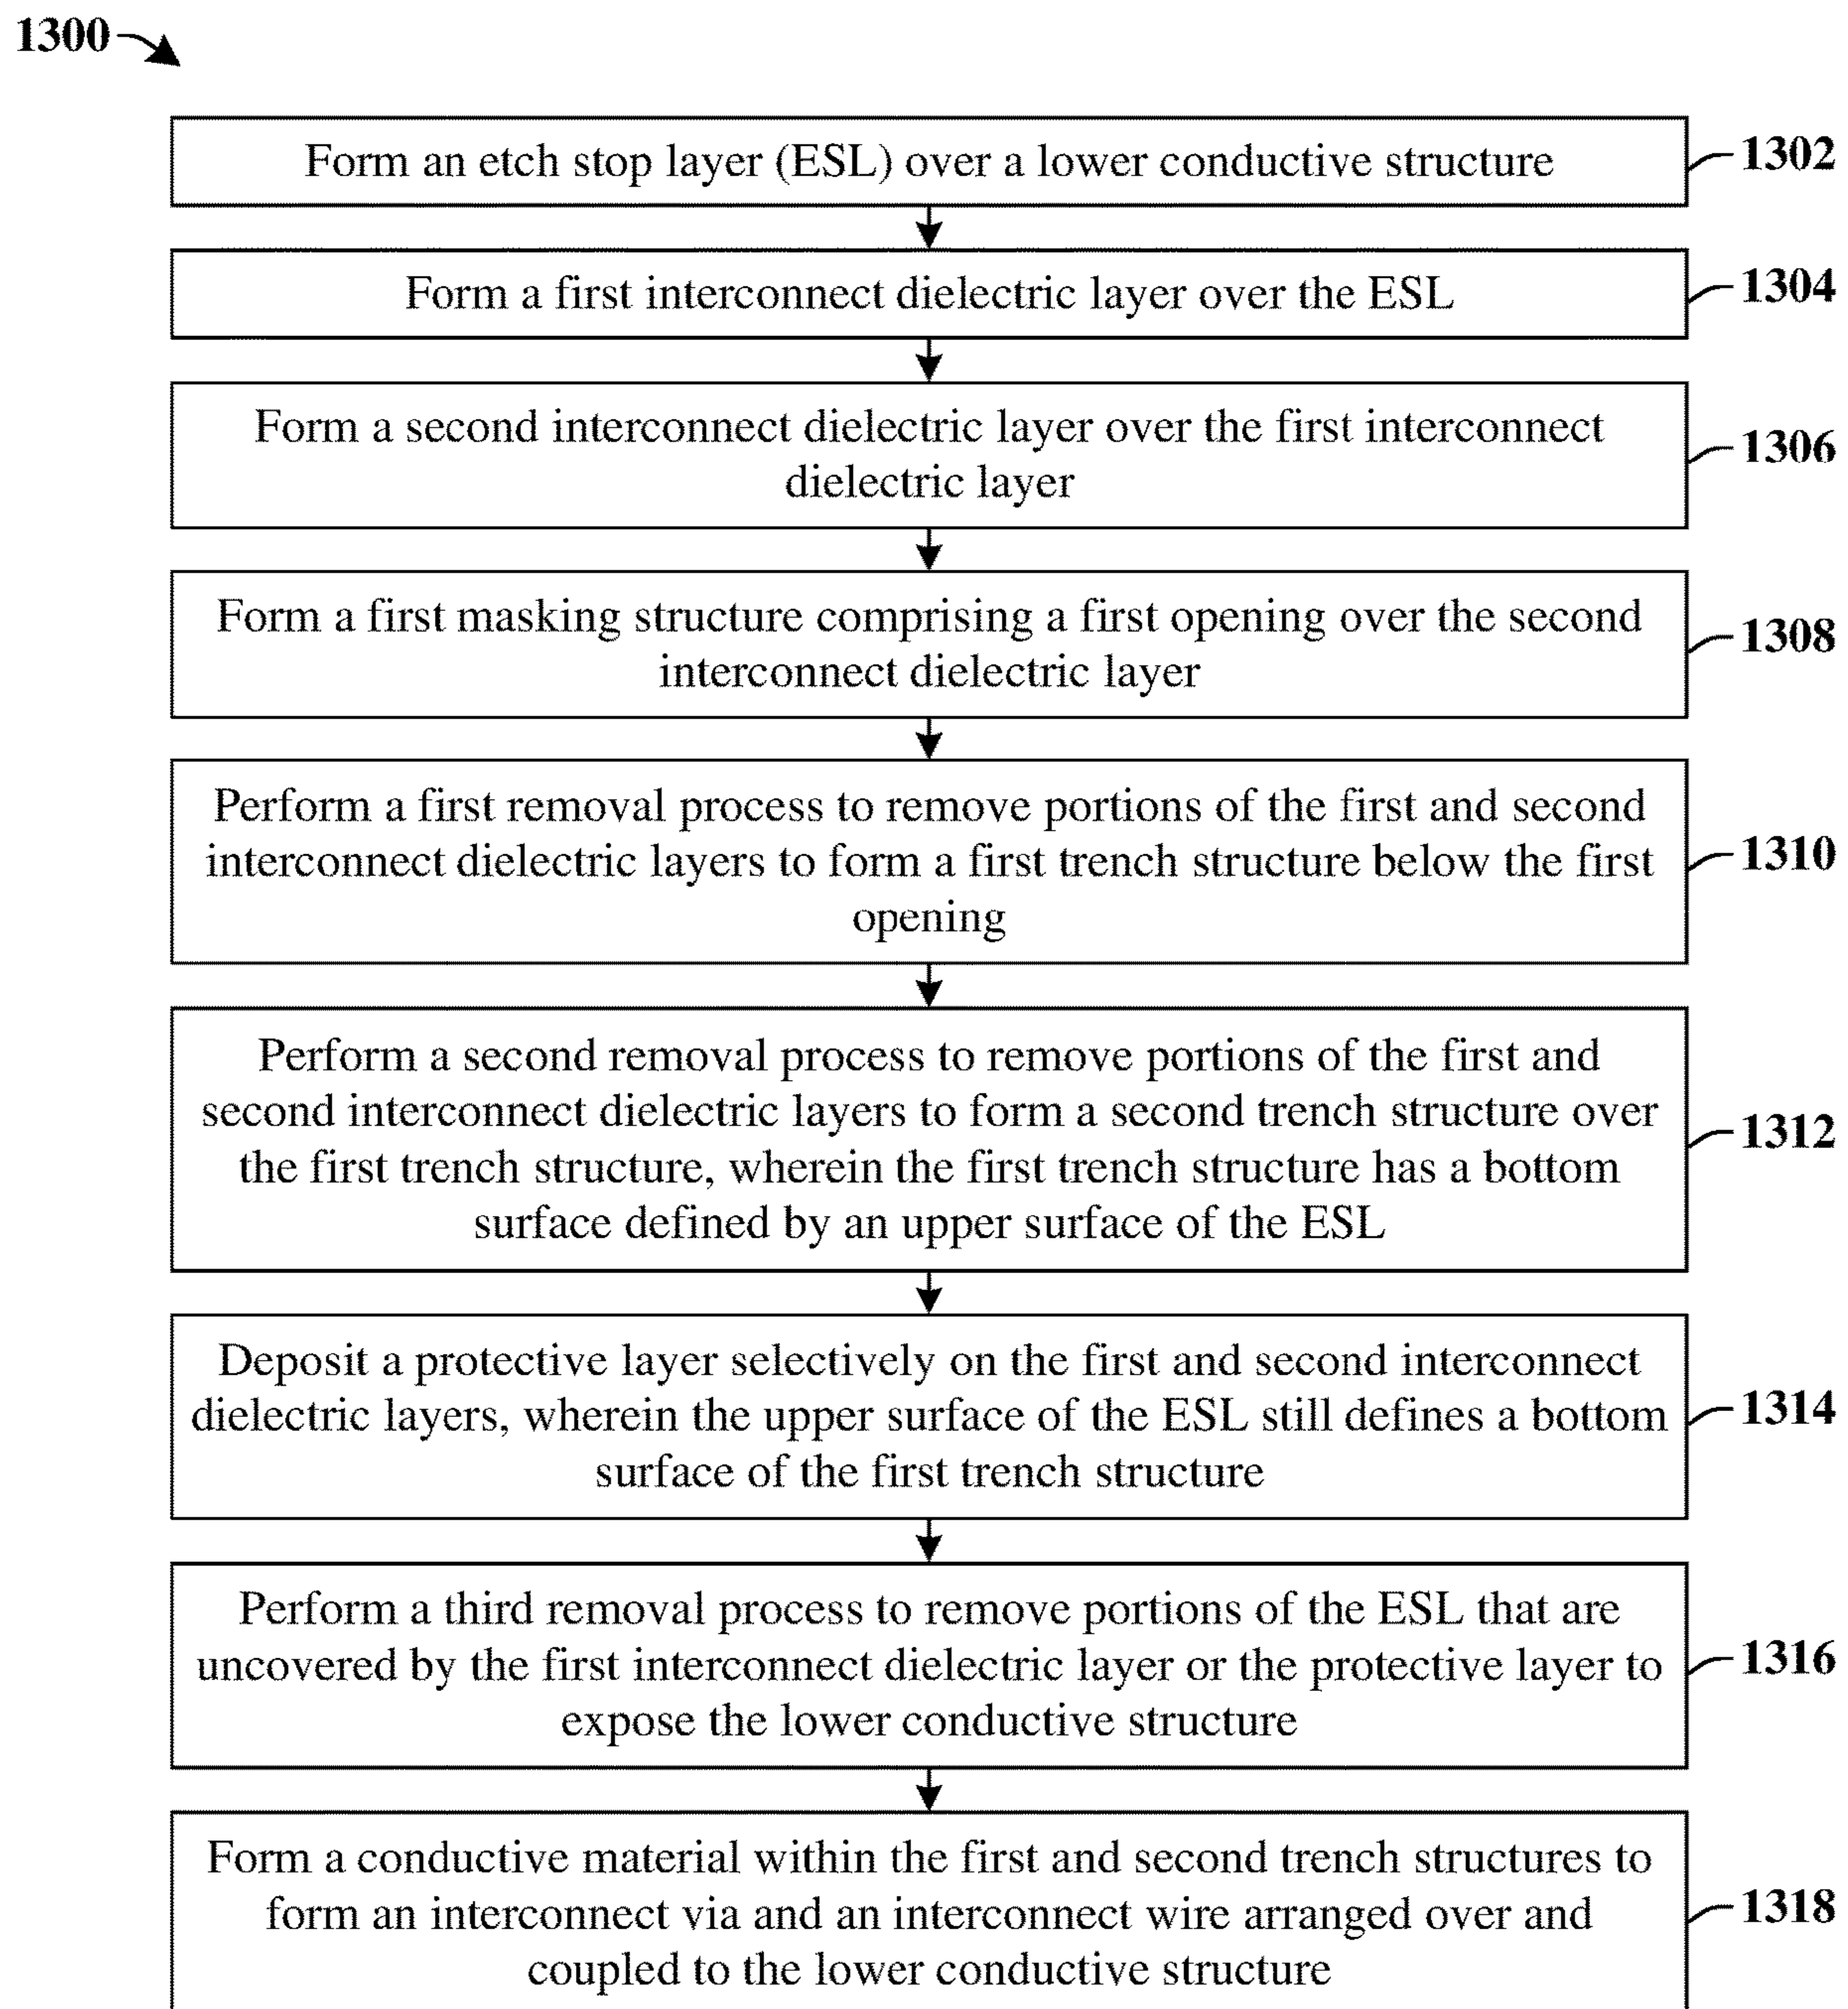 1300
Form an etch stop layer (ESL) over a lower conductive structure
1302
Form a first interconnect dielectric layer over the ESL
1304
Form a second interconnect dielectric layer over the first interconnect
dielectric layer
1306
Form a first masking structure comprising a first opening over the second
interconnect dielectric layer
1308
Perform a first removal process to remove portions of the first and second
interconnect dielectric layers to form a first trench structure below the first
opening
1310
Perform a second removal process to remove portions of the first and
second interconnect dielectric layers to form a second trench structure over
the first trench structure, wherein the first trench structure has a bottom
surface defined by an upper surface of the ESL
1312
Deposit a protective layer selectively on the first and second interconnect
dielectric layers, wherein the upper surface of the ESL still defines a bottom
surface of the first trench structure
1314
Perform a third removal process to remove portions of the ESL that are
uncovered by the first interconnect dielectric layer or the protective layer to
expose the lower conductive structure
1316
Form a conductive material within the first and second trench structures to
form an interconnect via and an interconnect wire arranged over and
coupled to the lower conductive structure
1318